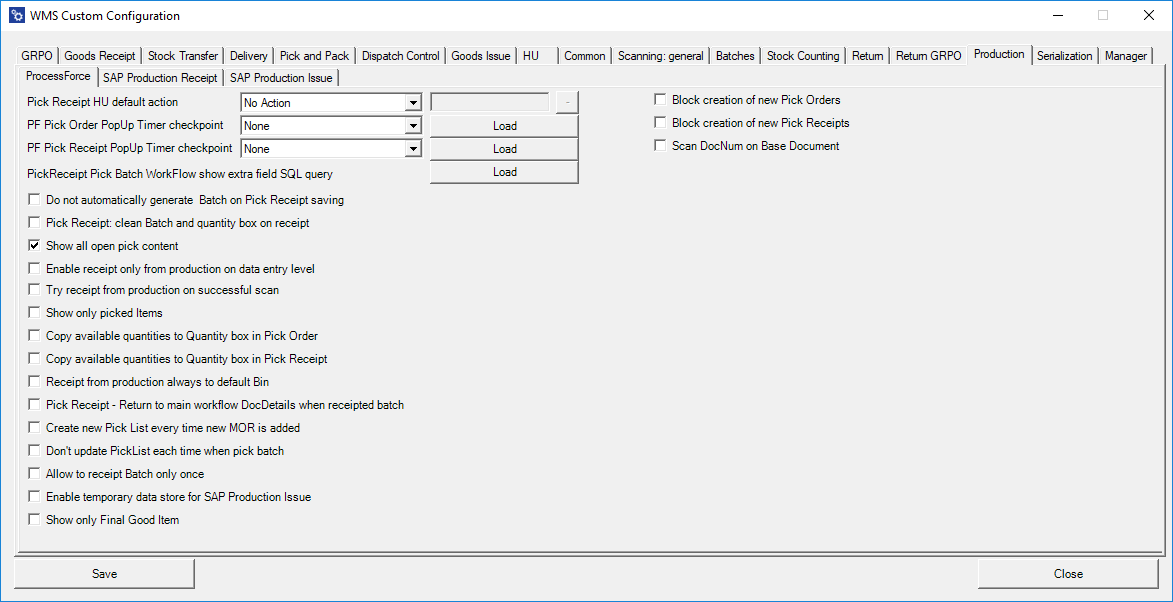 WMS Custom Configuration
GRPO Goods Receipt Stock Transfer Delivery Pick and Pack Dispatch Control Goods Issue HU Common Scanning: general Batches Stock Counting Return Return GRPO Production Serialization Manager
ProcessForce SAP Production Receipt SAP Production Issue
Pick Receipt HU default action No Action - Block creation of new Pick Orders
PF Pick Order PopUp Timer checkpoint None Load Block creation of new Pick Receipts
PF Pick Receipt PopUp Timer checkpoint None Load Scan DocNum on Base Document
PickReceipt Pick Batch WorkFlow show extra field SQL query Load
Do not automatically generate  Batch on Pick Receipt saving
Pick Receipt: clean Batch and quantity box on receipt
Show all open pick content
Enable receipt only from production on data entry level
Try receipt from production on successful scan
Show only picked Items
Copy available quantities to Quantity box in Pick Order
Copy available quantities to Quantity box in Pick Receipt
Receipt from production always to default Bin
Pick Receipt - Return to main workflow DocDetails when receipted batch
Create new Pick List every time new MOR is added
Don't update PickList each time when pick batch
Allow to receipt Batch only once
Enable temporary data store for SAP Production Issue
Show only Final Good Item
Save Close